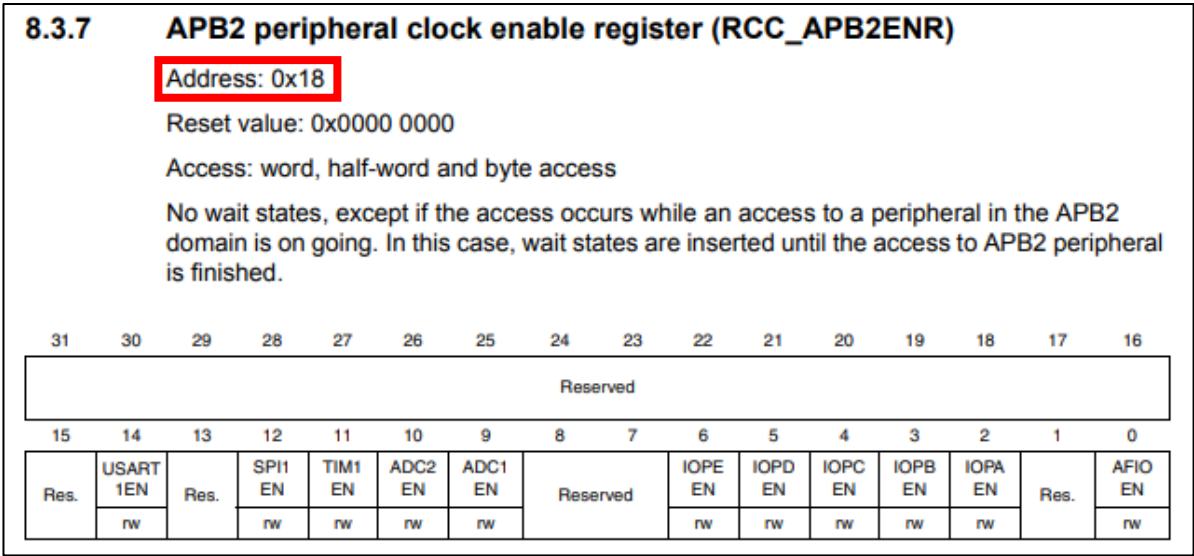 8.3.7 APB2 peripheral clock enable register (RCC_APB2ENR)
Address: 0x18
Reset value: 0x0000 0000
Access: word, half-word and byte access
No wait states, except if the access occurs while an access to a peripheral in the APB2
domain is on going. In this case, wait states are inserted until the access to APB2 peripheral
is finished.
31 30 29 28 27 26 25 24 23 22 21 20 19 18 17 16
Reserved
15 14 13 12 11 10 9 8 7 6 5 4 3 2 1 0
Res. USART 1EN Res. SPI1 EN TIM1 EN ADC2 EN ADC1 EN Reserved IOPE EN IOPD EN IOPC EN IOPB EN IOPA EN Res. AFIO EN
rw rw rw rw rw rw rw rw rw rw rw